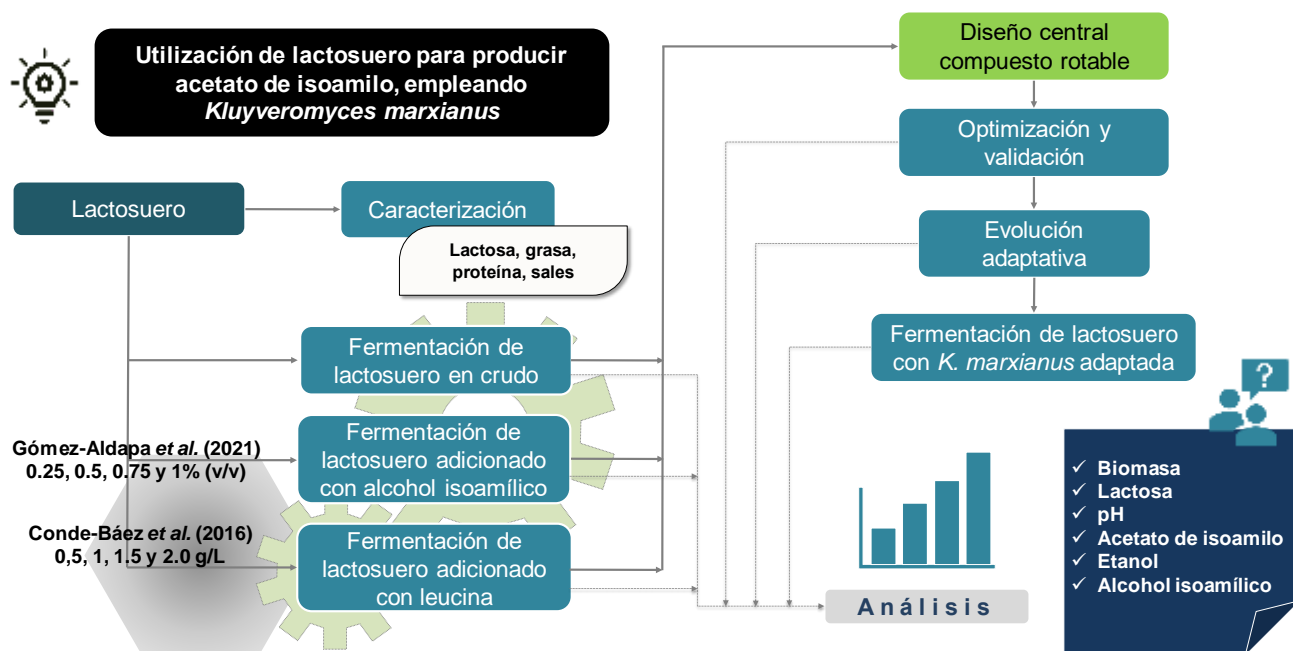 Utilización de lactosuero para producir
acetato de isoamilo, empleando
Kluyveromyces marxianus
Lactosuero
Caracterización
Lactosa, grasa,
proteína, sales
Fermentación de
lactosuero en crudo
Gómez-Aldapa et al. (2021)
0.25, 0.5, 0.75 y 1% (v/v)
Fermentación de
lactosuero adicionado
con alcohol isoamílico
Conde-Báez et al. (2016)
0,5, 1, 1.5 y 2.0 g/L
Fermentación de
lactosuero adicionado
con leucina
Diseño central
compuesto rotable
Optimización y
validación
Evolución
adaptativa
Fermentación de lactosuero
con K. marxianus adaptada
Análisis
?
✓ Biomasa
✓ Lactosa
✓ pH
✓ Acetato de isoamilo
✓ Etanol
✓ Alcohol isoamílico